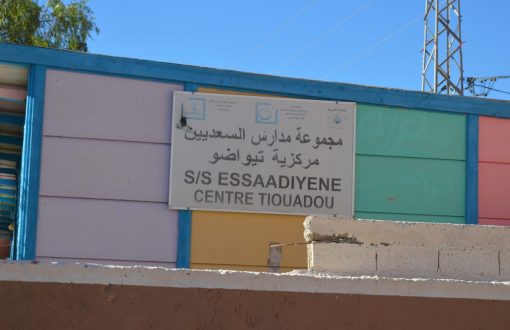 مجموعة مدارس السعديين
مركزية تيواضو
S/S ESSAADIYENE
CENTRE TIOUADOU